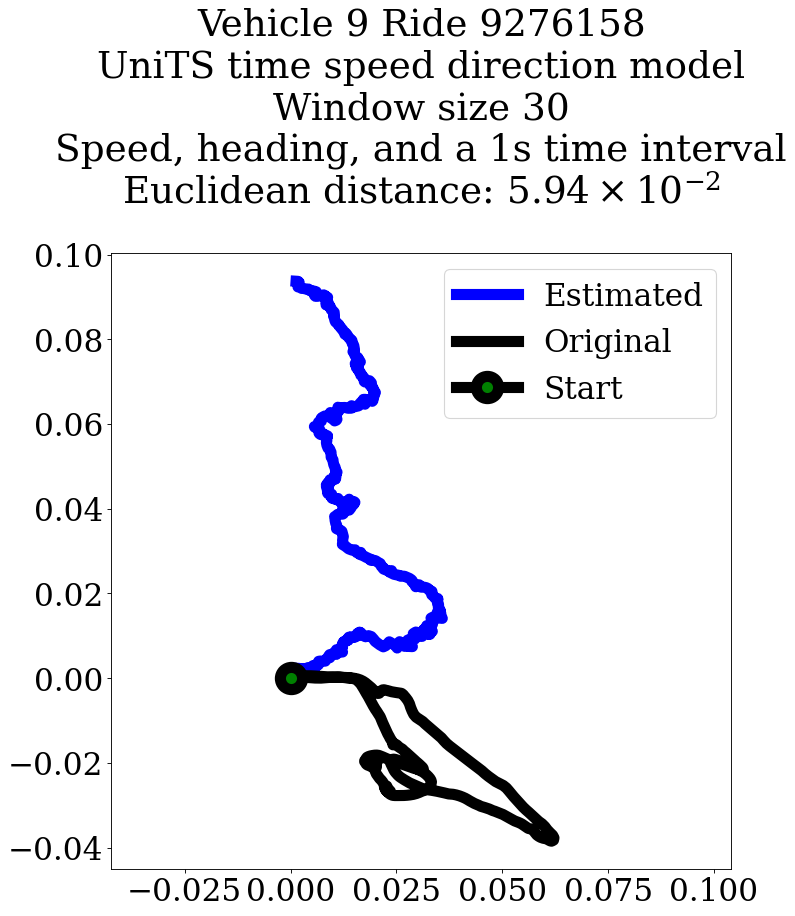 Vehicle 9 Ride 9276158
UniTS time speed direction model
Window size 30
Speed, heading, and a 1s time interval
Euclidean distance: 5.94 × 10⁻²
0.10
0.08
0.06
0.04
0.02
0.00
−0.02
−0.04
Estimated
Original
Start
−0.025 0.000 0.025 0.050 0.075 0.100